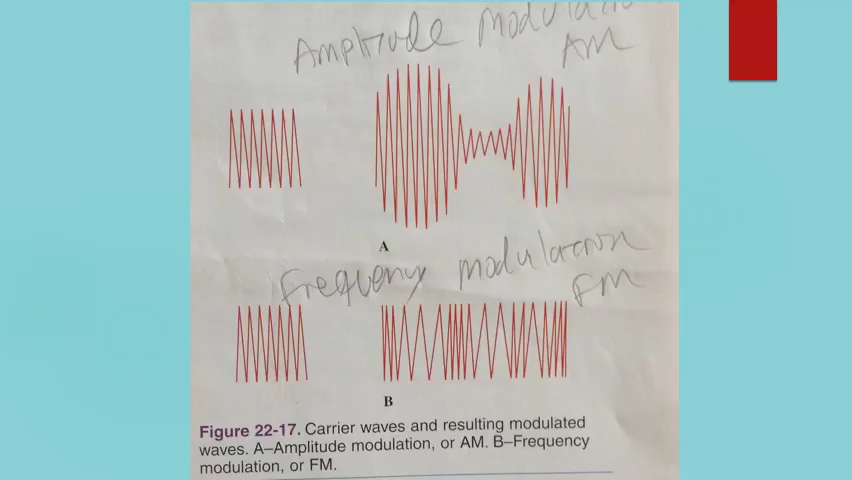 Amplitude Modulation
AM
A
Frequency modulation
FM
B
Figure 22-17. Carrier waves and resulting modulated
waves. A–Amplitude modulation, or AM. B–Frequency
modulation, or FM.